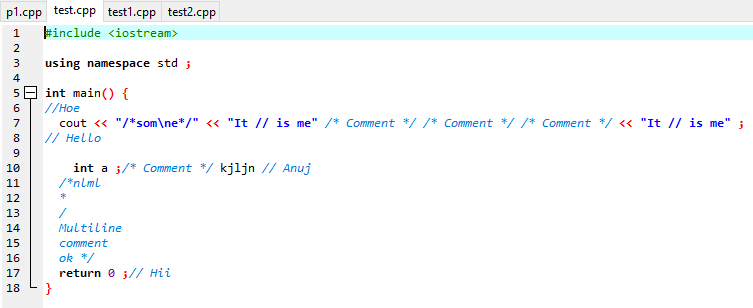 p1.cpp test.cpp test1.cpp test2.cpp
1 #include <iostream>
2
3 using namespace std ;
4
5 int main() {
6 //Hoe
7 cout << "/*som\ne*/" << "It // is me" /* Comment */ /* Comment */ /* Comment */ << "It // is me" ;
8 // Hello
9
10 int a ;/* Comment */ kjljn // Anuj
11 /*nlml
12 *
13 /
14 Multiline
15 comment
16 ok */
17 return 0 ;// Hii
18 }